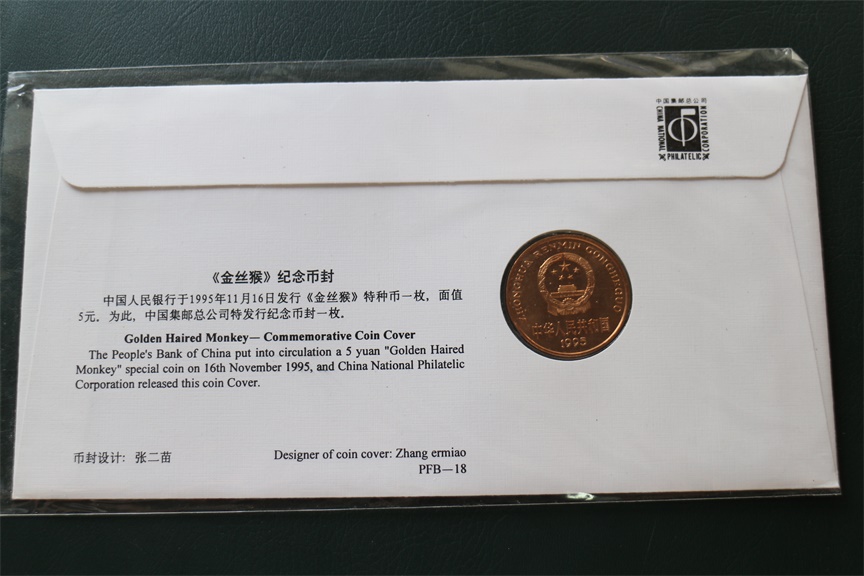 中国集邮总公司
CHINA NATIONAL
PHILATELIC
CORPORATION
《金丝猴》纪念币封
中国人民银行于1995年11月16日发行《金丝猴》特种币一枚，面值
5元。为此，中国集邮总公司特发行纪念币封一枚。
Golden Haired Monkey— Commemorative Coin Cover
The People's Bank of China put into circulation a 5 yuan "Golden Haired
Monkey" special coin on 16th November 1995, and China National Philatelic
Corporation released this coin Cover.
ZHONGHUA RENMIN GONGHEGUO
中华人民共和国
1995
币封设计：张二苗
Designer of coin cover: Zhang ermiao
PFB—18